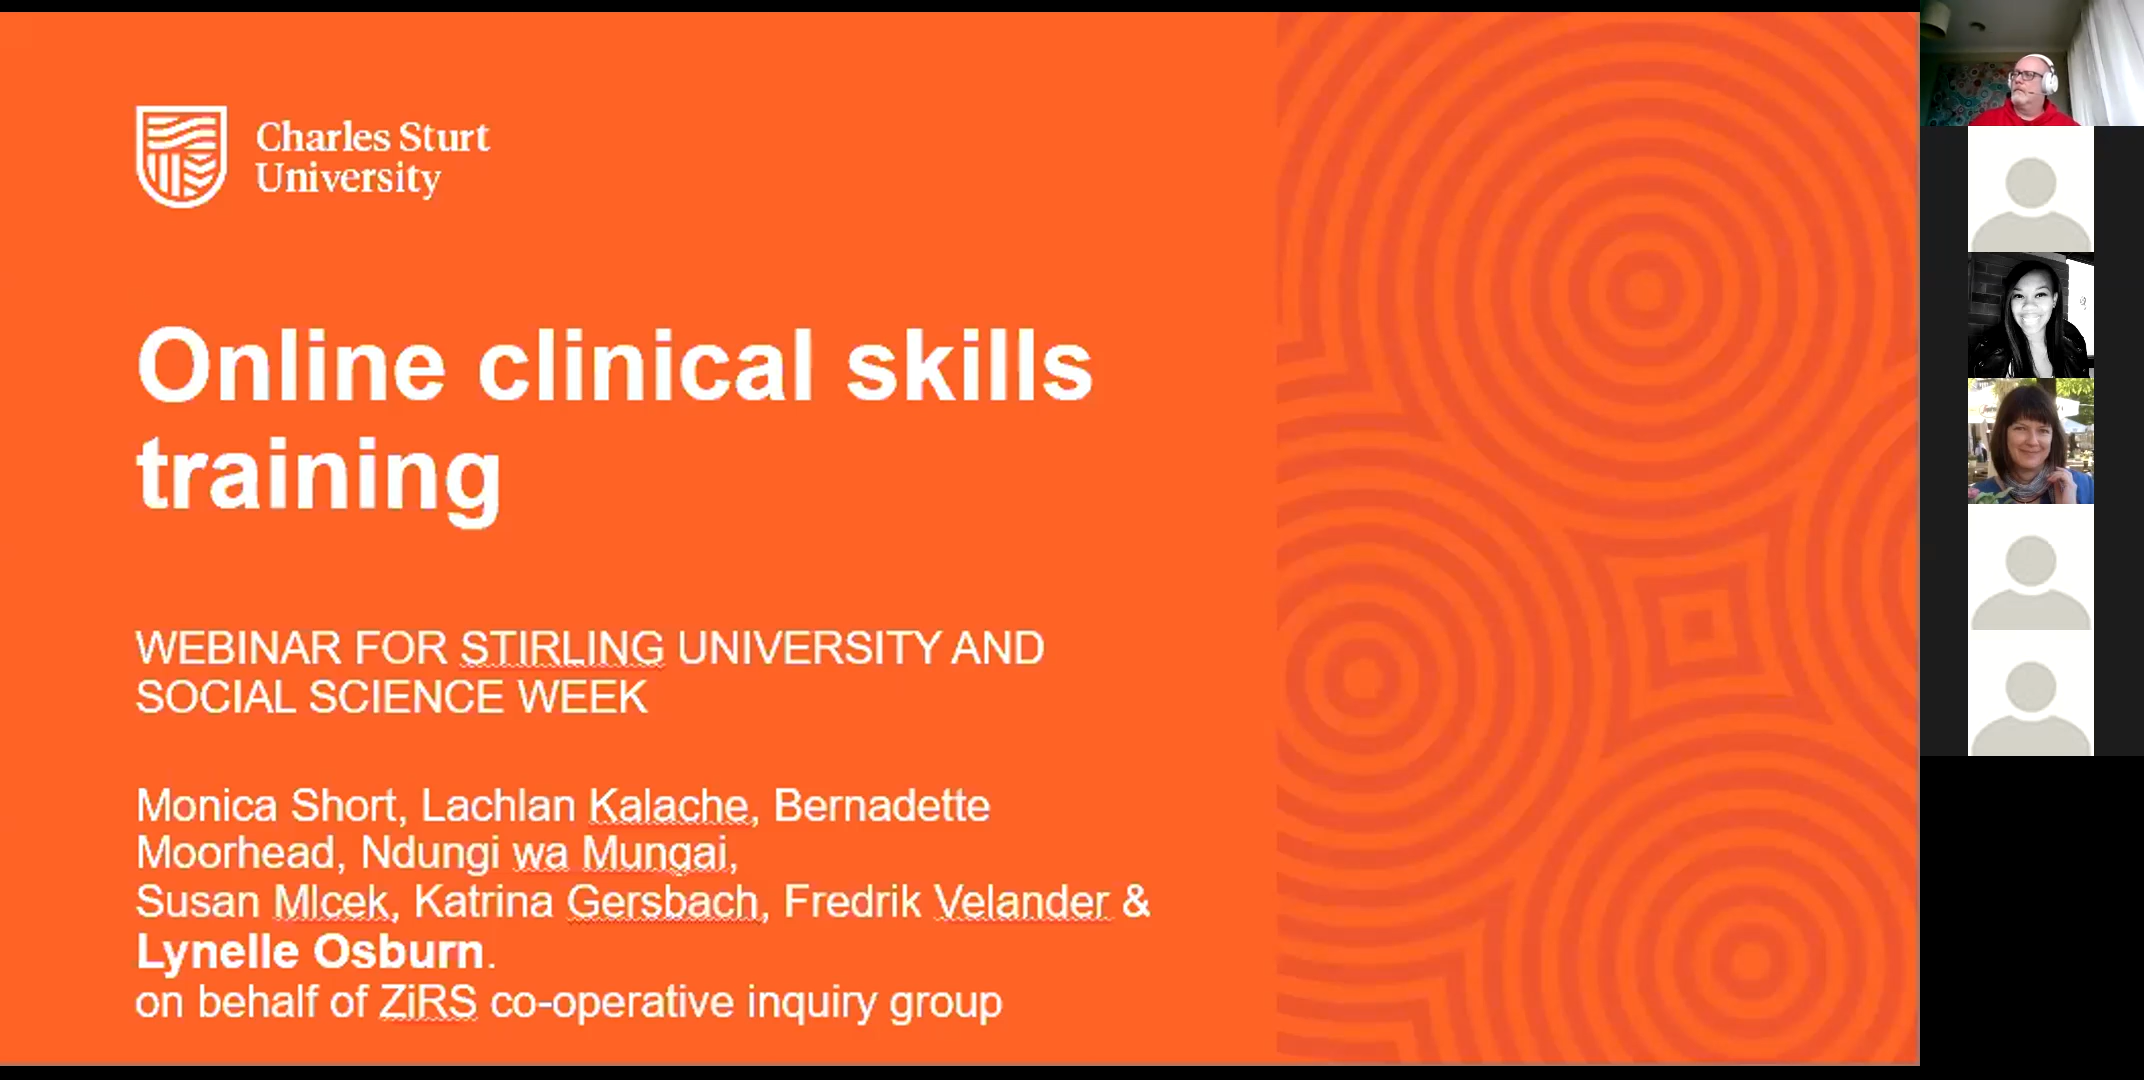 Charles Sturt
University
Online clinical skills
training
WEBINAR FOR STIRLING UNIVERSITY AND
SOCIAL SCIENCE WEEK
Monica Short, Lachlan Kalache, Bernadette
Moorhead, Ndungi wa Mungai,
Susan Mlcek, Katrina Gersbach, Fredrik Velander &
Lynelle Osburn.
on behalf of ZiRS co-operative inquiry group